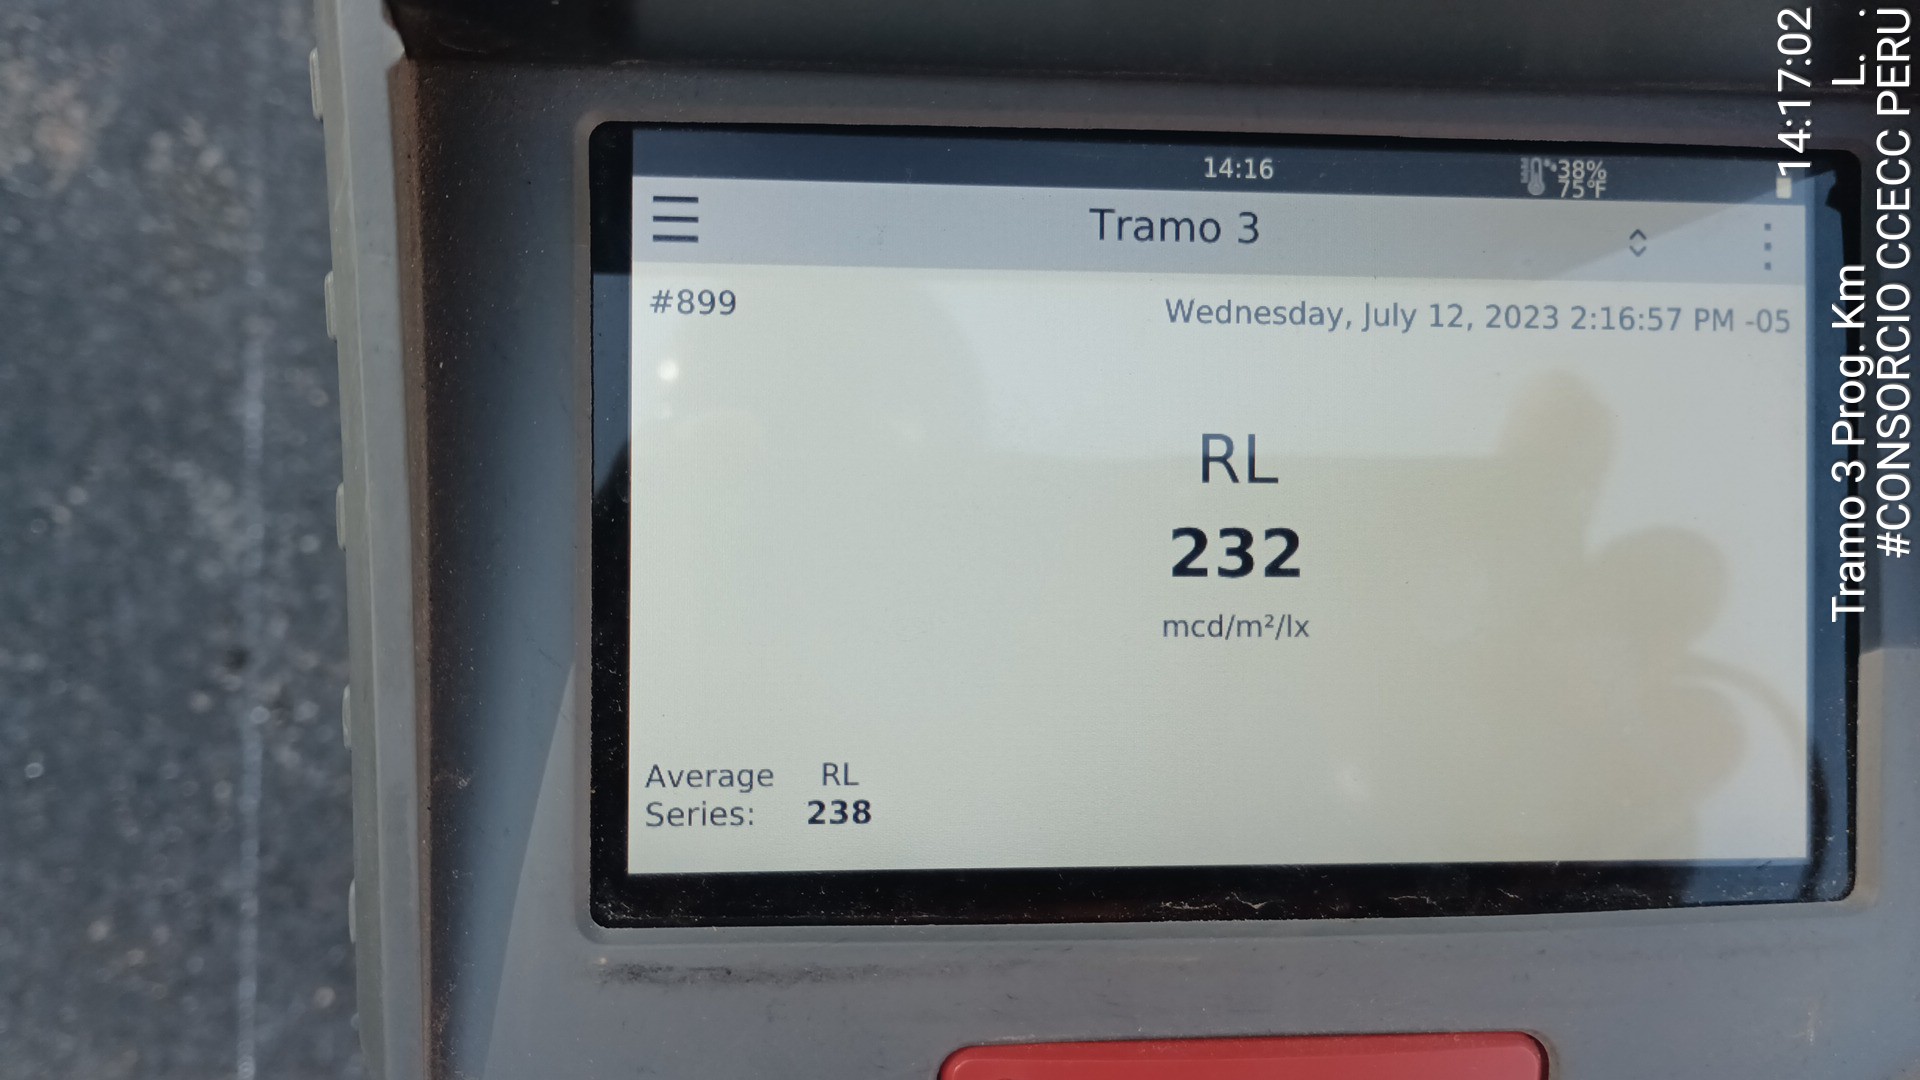 14:16
38%
75°F
Tramo 3
#899
Wednesday, July 12, 2023 2:16:57 PM -05
RL
232
mcd/m²/lx
Average RL
Series: 238
14:17:02
Tramo 3 Prog. Km L. .
#CONSORCIO CCECC PERU